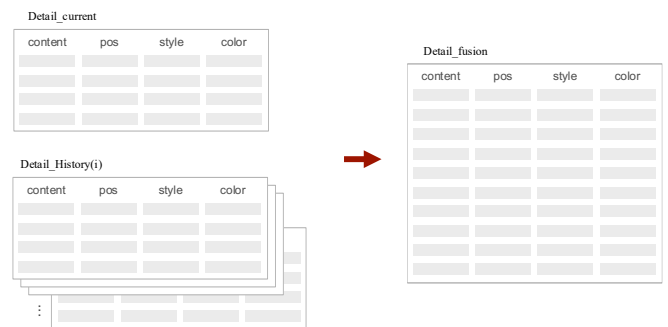 Detail_current
content pos style color
Detail_History(i)
content pos style color
⋮
Detail_fusion
content pos style color